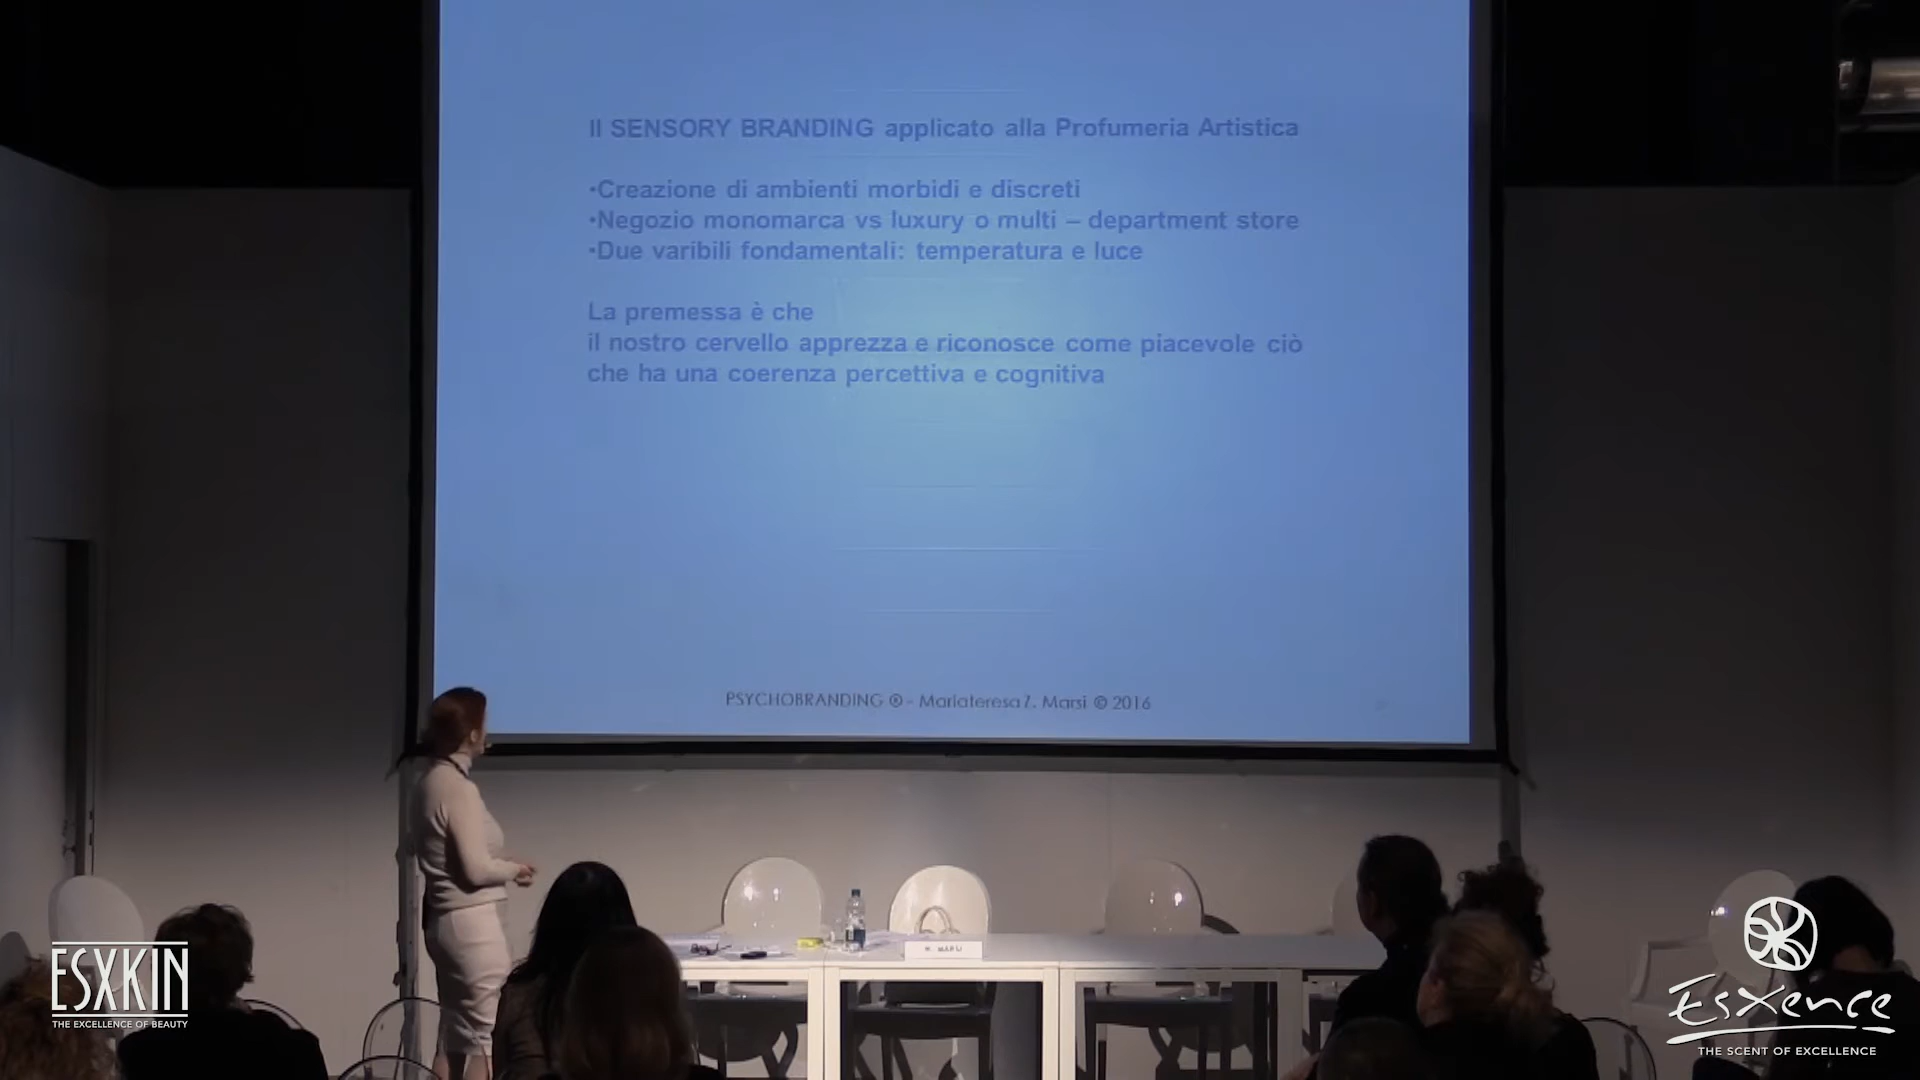 Il SENSORY BRANDING applicato alla Profumeria Artistica
•Creazione di ambienti morbidi e discreti
•Negozio monomarca vs luxury o multi – department store
•Due varibili fondamentali: temperatura e luce
La premessa è che
il nostro cervello apprezza e riconosce come piacevole ciò
che ha una coerenza percettiva e cognitiva
PSYCHOBRANDING ® - Mariateresa Z. Marsi © 2016
ESXKIN
THE EXCELLENCE OF BEAUTY
Esxence
THE SCENT OF EXCELLENCE